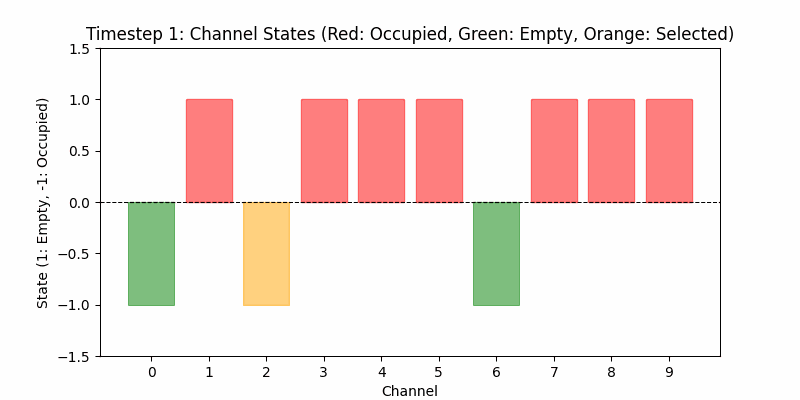 Timestep 1: Channel States (Red: Occupied, Green: Empty, Orange: Selected)
State (1: Empty, -1: Occupied)
1.5
1.0
0.5
0.0
−0.5
−1.0
−1.5
0 1 2 3 4 5 6 7 8 9
Channel